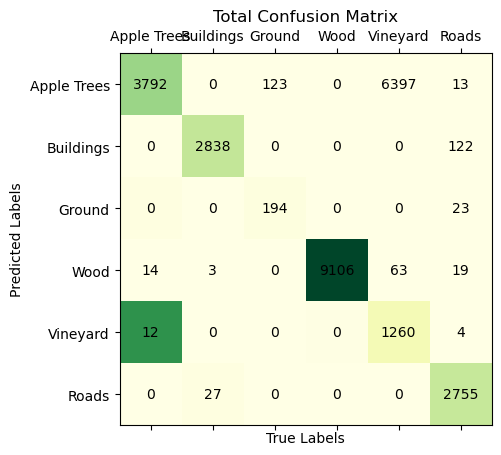 Total Confusion Matrix
Apple Trees Buildings Ground Wood Vineyard Roads
Apple Trees 3792 0 123 0 6397 13
Buildings 0 2838 0 0 0 122
Ground 0 0 194 0 0 23
Wood 14 3 0 9106 63 19
Vineyard 12 0 0 0 1260 4
Roads 0 27 0 0 0 2755
Predicted Labels
True Labels